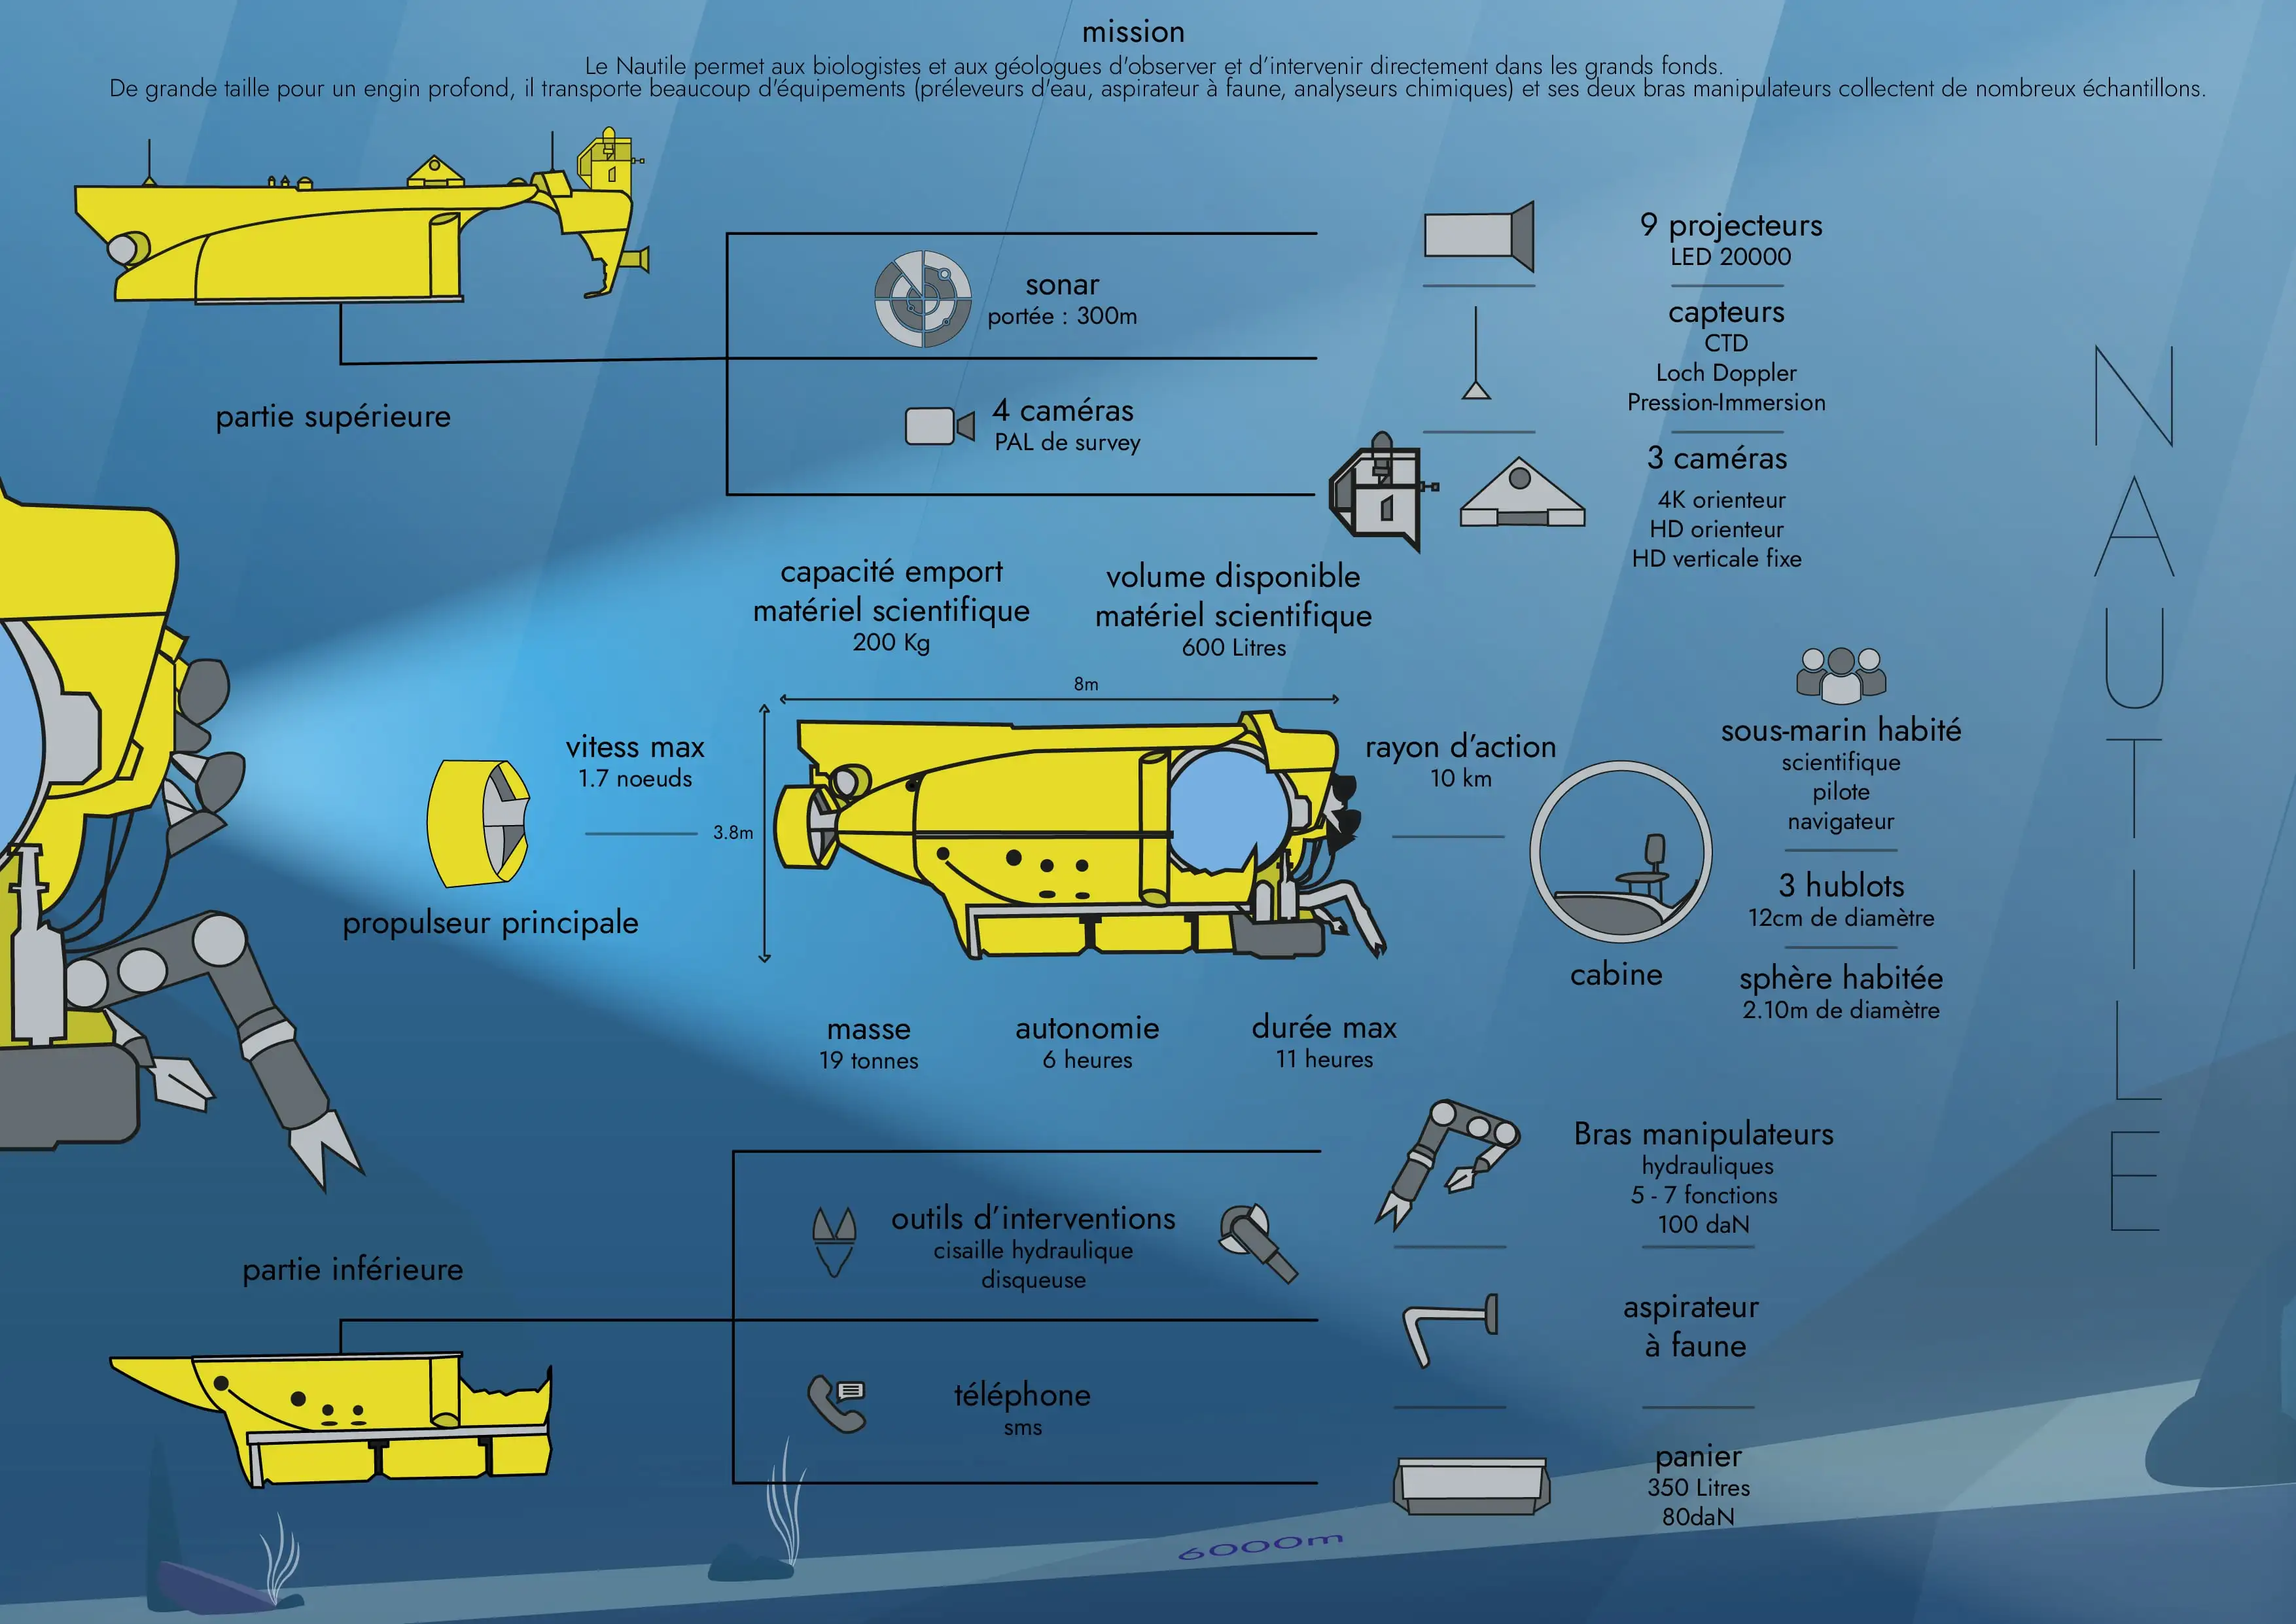 mission
Le Nautile permet aux biologistes et aux géologues d'observer et d'intervenir directement dans les grands fonds.
De grande taille pour un engin profond, il transporte beaucoup d'équipements (préleveurs d'eau, aspirateur à faune, analyseurs chimiques) et ses deux bras manipulateurs collectent de nombreux échantillons.
partie supérieure
sonar
portée : 300m
4 caméras
PAL de survey
9 projecteurs
LED 20000
capteurs
CTD
Loch Doppler
Pression-Immersion
3 caméras
4K orienteur
HD orienteur
HD verticale fixe
NAUTILE
capacité emport
matériel scientifique
200 Kg
volume disponible
matériel scientifique
600 Litres
8m
3.8m
vitess max
1.7 noeuds
propulseur principale
rayon d'action
10 km
cabine
sous-marin habité
scientifique
pilote
navigateur
3 hublots
12cm de diamètre
sphère habitée
2.10m de diamètre
masse
19 tonnes
autonomie
6 heures
durée max
11 heures
partie inférieure
outils d'interventions
cisaille hydraulique
disqueuse
téléphone
sms
Bras manipulateurs
hydrauliques
5 - 7 fonctions
100 daN
aspirateur
à faune
panier
350 Litres
80daN
6000m